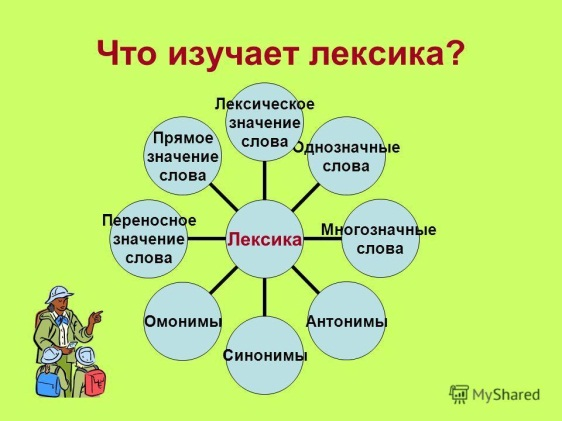 Что изучает лексика?
Лексическое
значение
слова
Однозначные
слова
Многозначные
слова
Антонимы
Синонимы
Омонимы
Переносное
значение
слова
Прямое
значение
слова
Лексика
MyShared